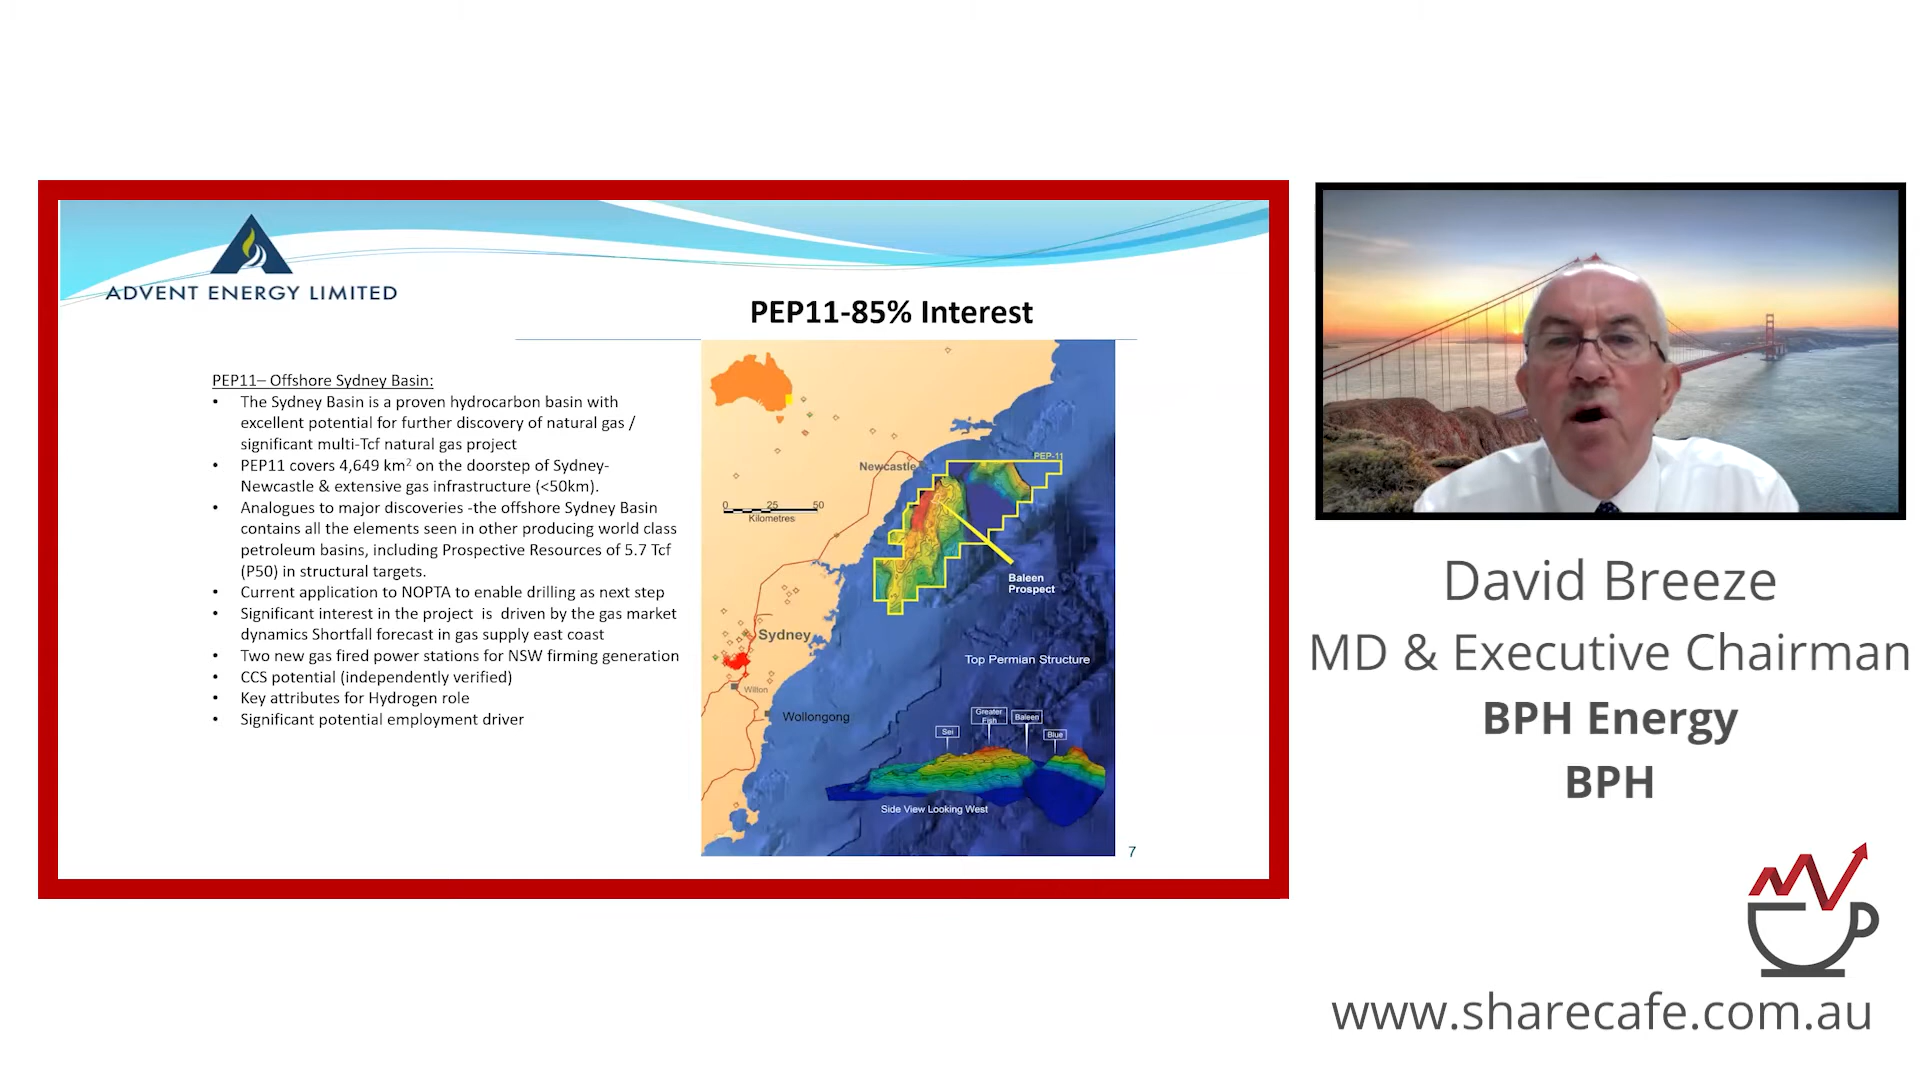 ADVENT ENERGY LIMITED
PEP11-85% Interest
PEP11– Offshore Sydney Basin:
• The Sydney Basin is a proven hydrocarbon basin with
excellent potential for further discovery of natural gas /
significant multi-Tcf natural gas project
• PEP11 covers 4,649 km² on the doorstep of Sydney-
Newcastle & extensive gas infrastructure (<50km).
• Analogues to major discoveries -the offshore Sydney Basin
contains all the elements seen in other producing world class
petroleum basins, including Prospective Resources of 5.7 Tcf
(P50) in structural targets.
• Current application to NOPTA to enable drilling as next step
• Significant interest in the project is driven by the gas market
dynamics Shortfall forecast in gas supply east coast
• Two new gas fired power stations for NSW firming generation
• CCS potential (independently verified)
• Key attributes for Hydrogen role
• Significant potential employment driver
PEP-11
Newcastle
0 25 50
Kilometres
Baleen
Prospect
Sydney
Top Permian Structure
Wilton
Wollongong
Greater
Fish
Baleen
Sei
Blue
Side View Looking West
7
David Breeze
MD & Executive Chairman
BPH Energy
BPH
www.sharecafe.com.au